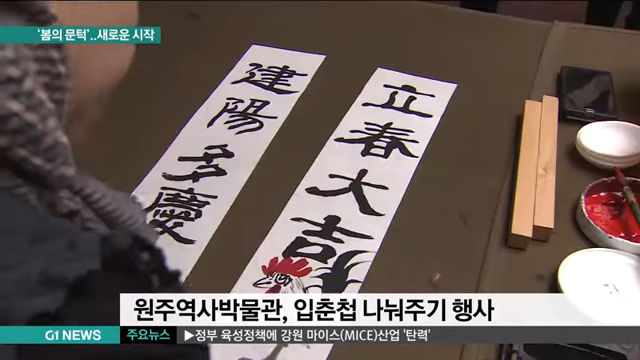 '봄의 문턱'..새로운 시작
建陽多慶
立春大吉
원주역사박물관, 입춘첩 나눠주기 행사
G1 NEWS
주요뉴스
▶정부 육성정책에 강원 마이스(MICE)산업 '탄력'